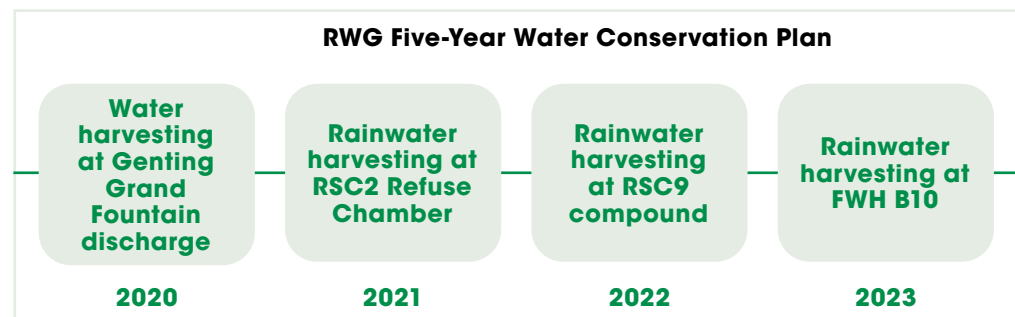 RWG Five-Year Water Conservation Plan
Water
harvesting
at Genting
Grand
Fountain
discharge
Rainwater
harvesting at
RSC2 Refuse
Chamber
Rainwater
harvesting
at RSC9
compound
Rainwater
harvesting at
FWH B10
2020
2021
2022
2023